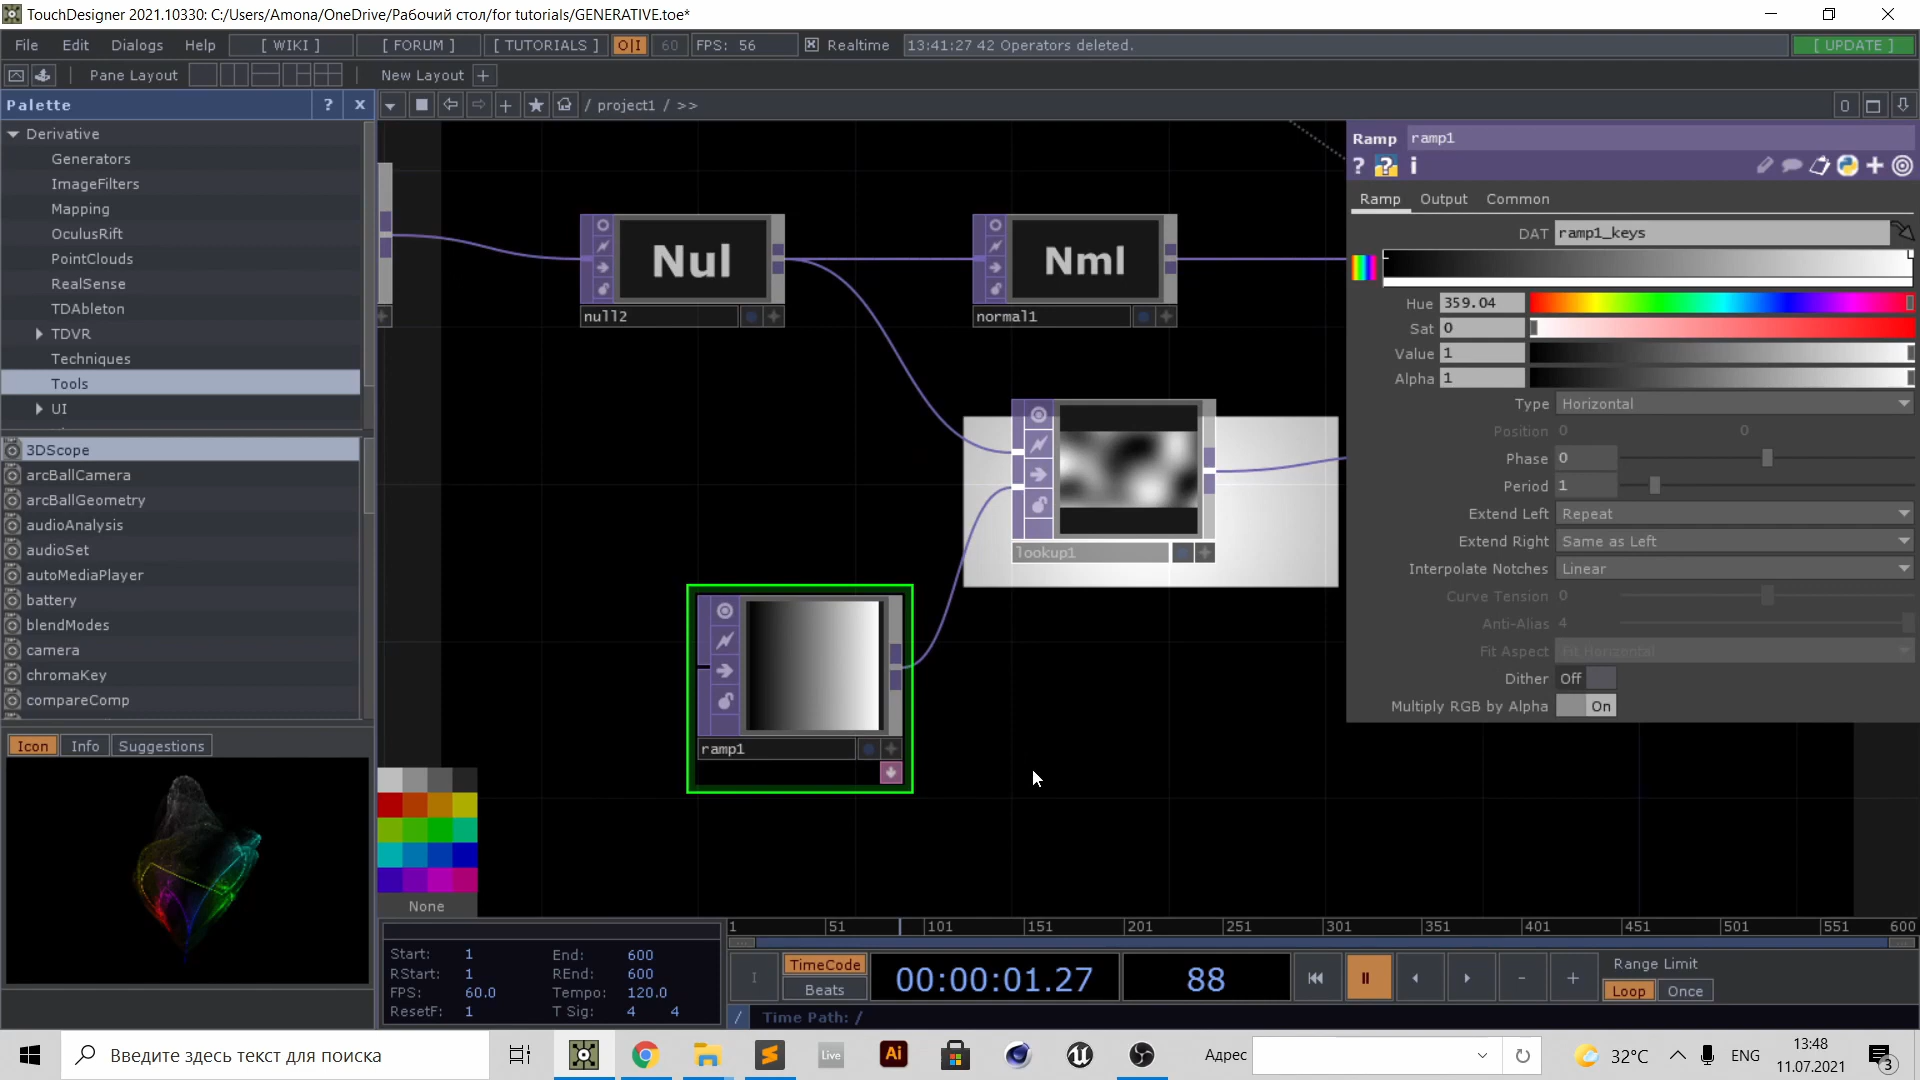 TouchDesigner 2021.10330: C:/Users/Amona/OneDrive/Рабочий стол/for tutorials/GENERATIVE.toe*
File Edit Dialogs Help [ WIKI ] [ FORUM ] [ TUTORIALS ] O|I 60 FPS: 56 Realtime 13:41:27 42 Operators deleted. [ UPDATE ]
Pane Layout New Layout +
Palette ? x / project1 / >> 0
Derivative
Generators
ImageFilters
Mapping
OculusRift
PointClouds
RealSense
TDAbleton
TDVR
Techniques
Tools
UI
3DScope
arcBallCamera
arcBallGeometry
audioAnalysis
audioSet
autoMediaPlayer
battery
blendModes
camera
chromaKey
compareComp
Icon Info Suggestions
Nul
null2
Nml
normal1
lookup1
ramp1
None
Ramp ramp1
? ? i
Ramp Output Common
DAT ramp1_keys
Hue 359.04
Sat 0
Value 1
Alpha 1
Type Horizontal
Position 0 0
Phase 0
Period 1
Extend Left Repeat
Extend Right Same as Left
Interpolate Notches Linear
Curve Tension 0
Anti-Alias 4
Fit Aspect Fit Horizontal
Dither Off
Multiply RGB by Alpha On
1 51 101 151 201 251 301 351 401 451 501 551 600
Start: 1 End: 600
RStart: 1 REnd: 600
FPS: 60.0 Tempo: 120.0
ResetF: 1 T Sig: 4 4
TimeCode
Beats
00:00:01.27
88
Range Limit
Loop Once
/ Time Path: /
Введите здесь текст для поиска
Live
Ai
Адрес
32°C
ENG
13:48
11.07.2021
3